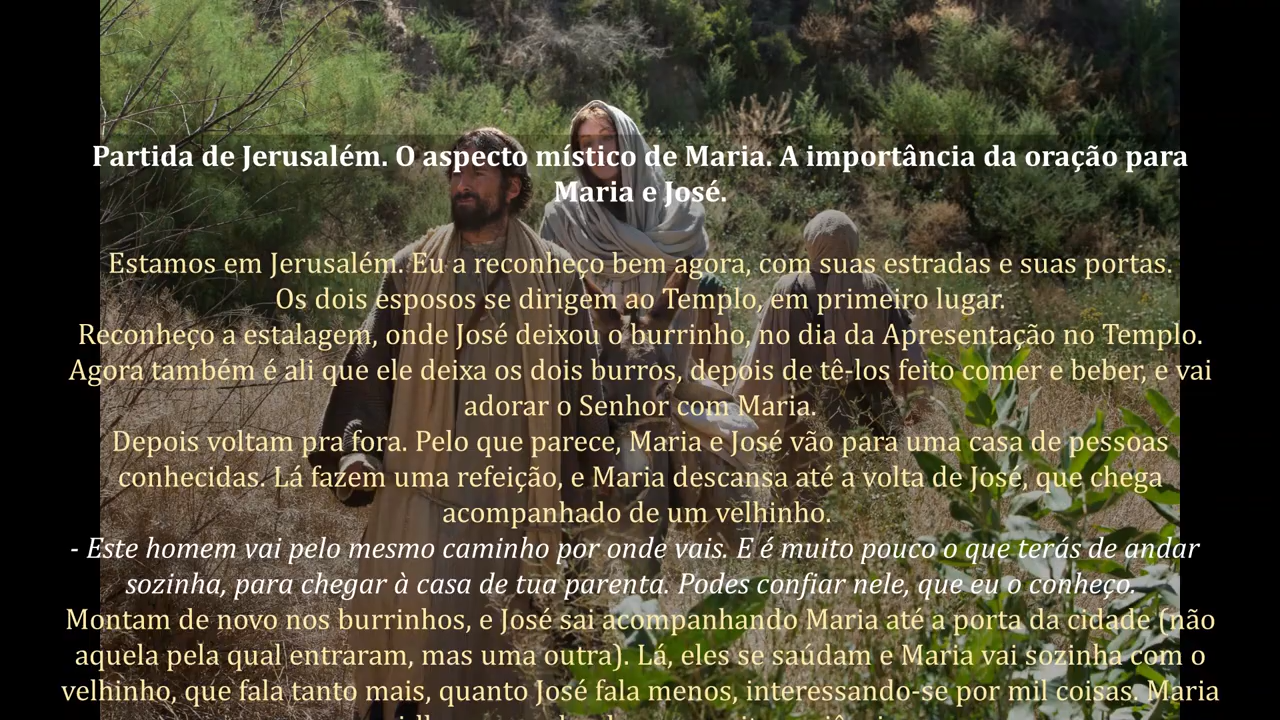 Partida de Jerusalém. O aspecto místico de Maria. A importância da oração para
Maria e José.
Estamos em Jerusalém. Eu a reconheço bem agora, com suas estradas e suas portas.
Os dois esposos se dirigem ao Templo, em primeiro lugar.
Reconheço a estalagem, onde José deixou o burrinho, no dia da Apresentação no Templo.
Agora também é ali que ele deixa os dois burros, depois de tê-los feito comer e beber, e vai
adorar o Senhor com Maria.
Depois voltam pra fora. Pelo que parece, Maria e José vão para uma casa de pessoas
conhecidas. Lá fazem uma refeição, e Maria descansa até a volta de José, que chega
acompanhado de um velhinho.
- Este homem vai pelo mesmo caminho por onde vais. E é muito pouco o que terás de andar
sozinha, para chegar à casa de tua parenta. Podes confiar nele, que eu o conheço.
Montam de novo nos burrinhos, e José sai acompanhando Maria até a porta da cidade (não
aquela pela qual entraram, mas uma outra). Lá, eles se saúdam e Maria vai sozinha com o
velhinho, que fala tanto mais, quanto José fala menos, interessando-se por mil coisas. Maria